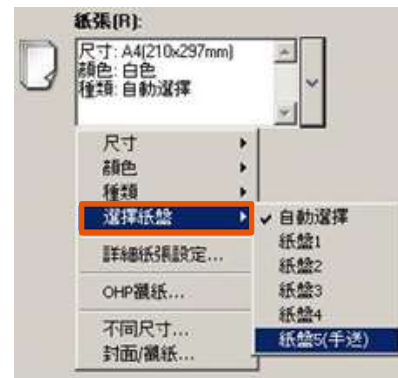 紙張(R):
尺寸: A4(210x297mm)
顏色: 白色
種類: 自動選擇
尺寸
顏色
種類
選擇紙盤
自動選擇
紙盤1
詳細紙張設定...
紙盤2
OHP襯紙...
紙盤3
紙盤4
不同尺寸...
紙盤5(手送)
封面/襯紙...